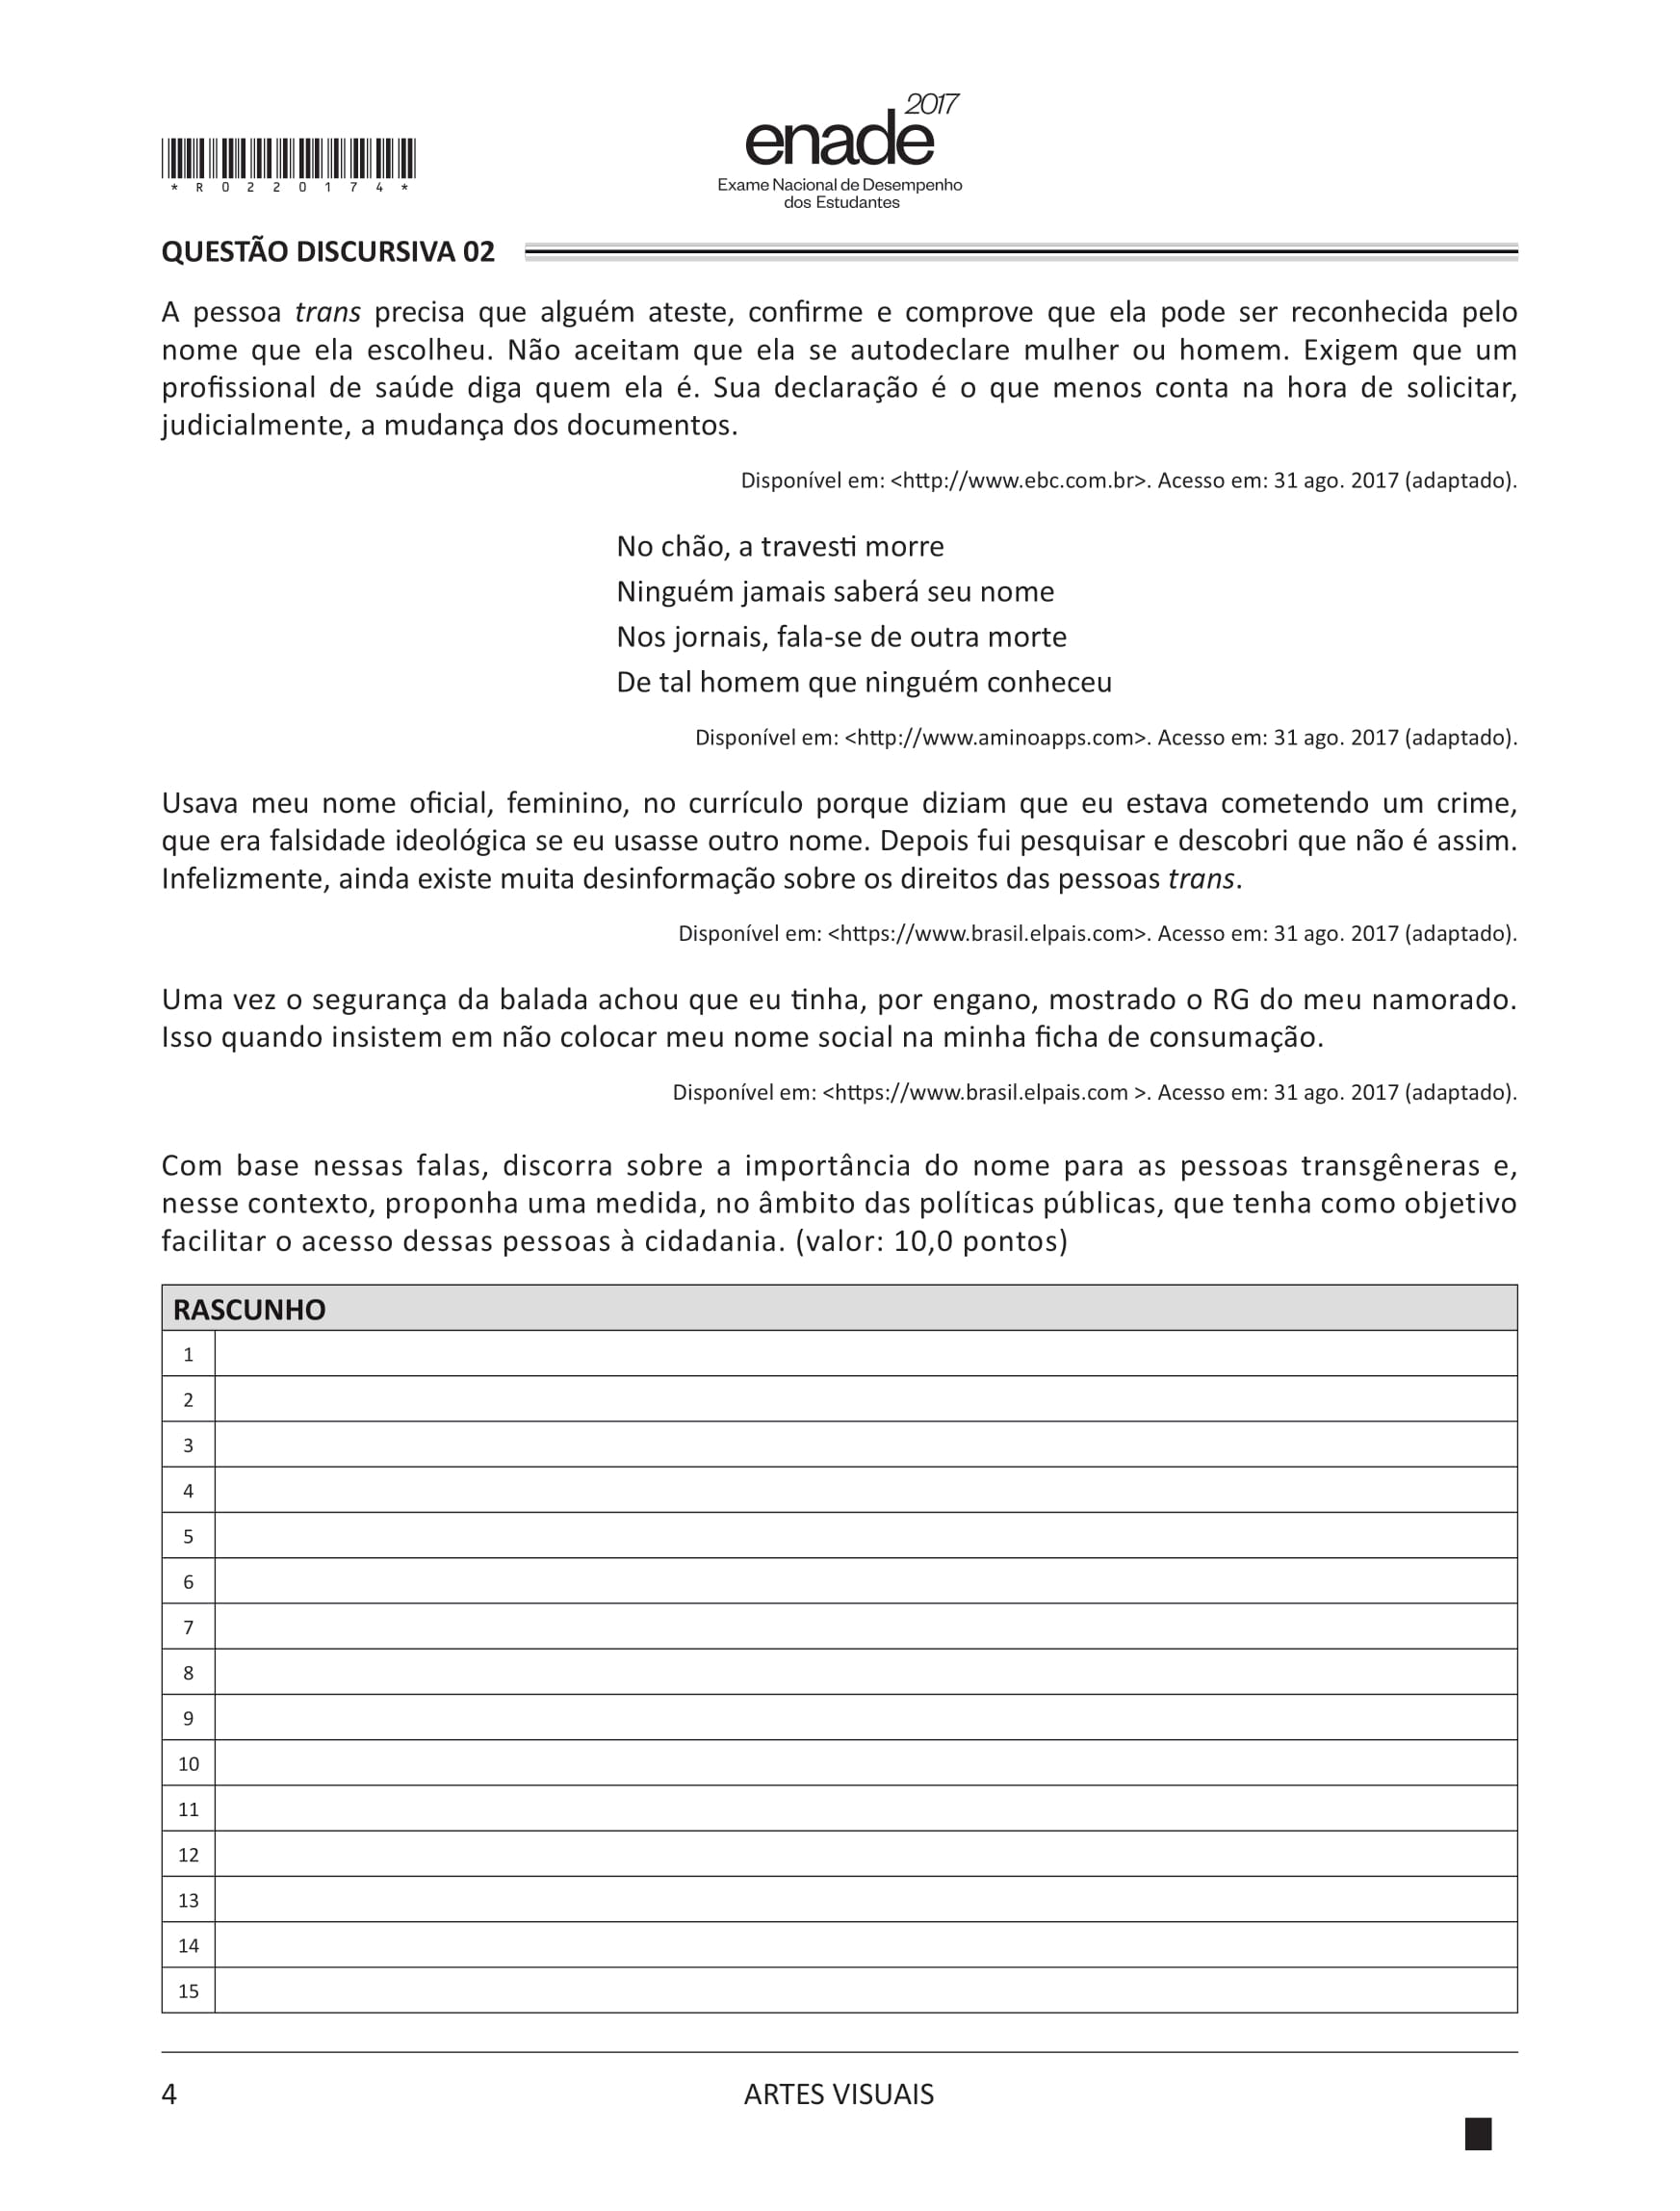 2017
enade
Exame Nacional de Desempenho
dos Estudantes
*R0220174*
QUESTÃO DISCURSIVA 02
A pessoa trans precisa que alguém ateste, confirme e comprove que ela pode ser reconhecida pelo
nome que ela escolheu. Não aceitam que ela se autodeclare mulher ou homem. Exigem que um
profissional de saúde diga quem ela é. Sua declaração é o que menos conta na hora de solicitar,
judicialmente, a mudança dos documentos.
Disponível em: <http://www.ebc.com.br>. Acesso em: 31 ago. 2017 (adaptado).
No chão, a travesti morre
Ninguém jamais saberá seu nome
Nos jornais, fala-se de outra morte
De tal homem que ninguém conheceu
Disponível em: <http://www.aminoapps.com>. Acesso em: 31 ago. 2017 (adaptado).
Usava meu nome oficial, feminino, no currículo porque diziam que eu estava cometendo um crime,
que era falsidade ideológica se eu usasse outro nome. Depois fui pesquisar e descobri que não é assim.
Infelizmente, ainda existe muita desinformação sobre os direitos das pessoas trans.
Disponível em: <https://www.brasil.elpais.com>. Acesso em: 31 ago. 2017 (adaptado).
Uma vez o segurança da balada achou que eu tinha, por engano, mostrado o RG do meu namorado.
Isso quando insistem em não colocar meu nome social na minha ficha de consumação.
Disponível em: <https://www.brasil.elpais.com >. Acesso em: 31 ago. 2017 (adaptado).
Com base nessas falas, discorra sobre a importância do nome para as pessoas transgêneras e,
nesse contexto, proponha uma medida, no âmbito das políticas públicas, que tenha como objetivo
facilitar o acesso dessas pessoas à cidadania. (valor: 10,0 pontos)
RASCUNHO
1
2
3
4
5
6
7
8
9
10
11
12
13
14
15
4
ARTES VISUAIS